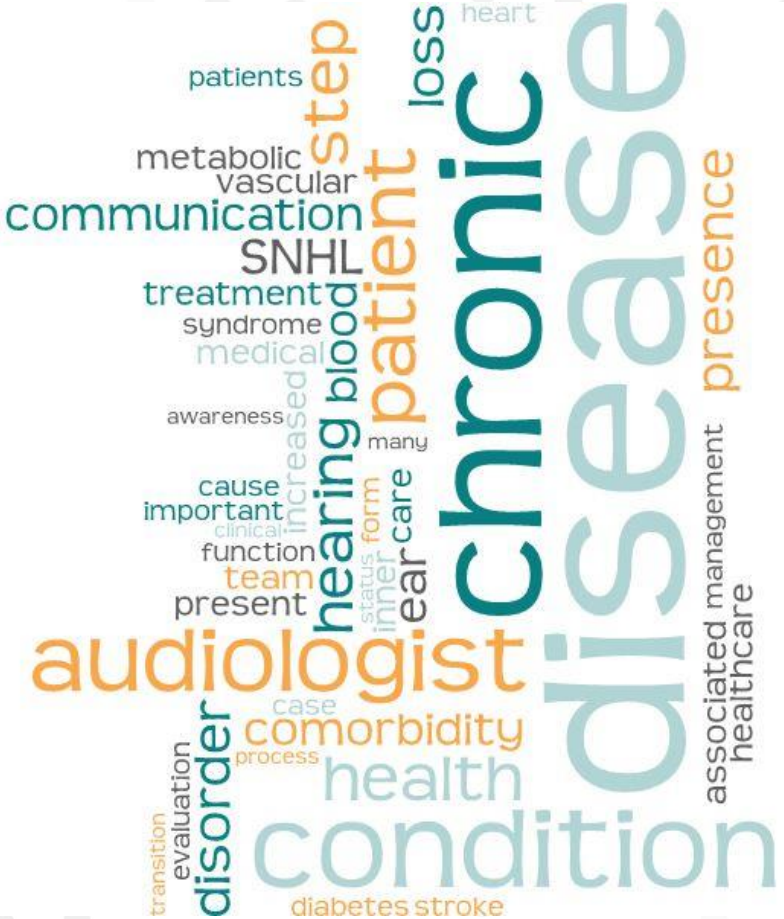 heart
loss
step
patients
metabolic
vascular
communication
SNHL
treatment
syndrome
medical
blood
patient
chronic
disease
presence
awareness
increased
many
hearing
cause
important
clinical
function
team
present
form
care
status
inner
ear
audiologist
management
associated
healthcare
case
comorbidity
process
health
disorder
evaluation
transition
condition
diabetes
stroke